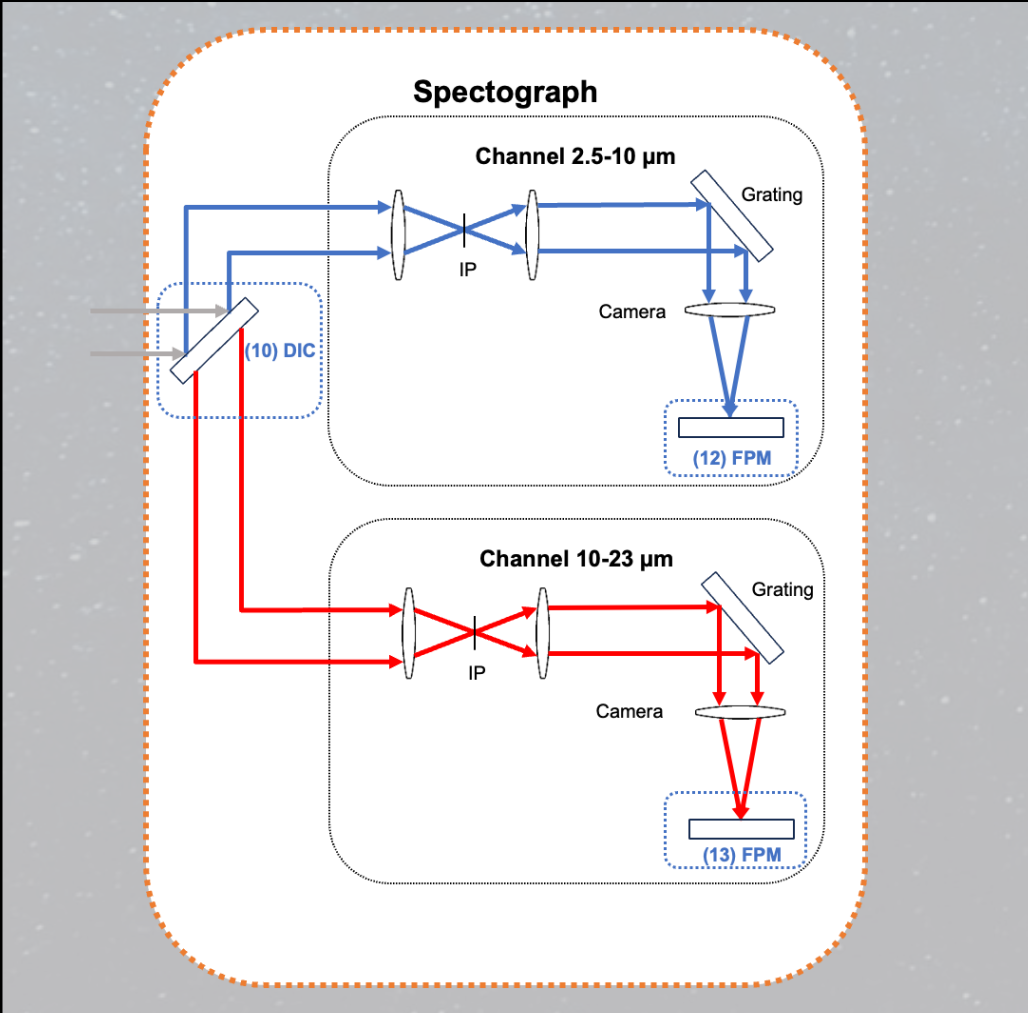 Spectograph
Channel 2.5-10 µm
Grating
IP
Camera
(10) DIC
(12) FPM
Channel 10-23 µm
Grating
IP
Camera
(13) FPM